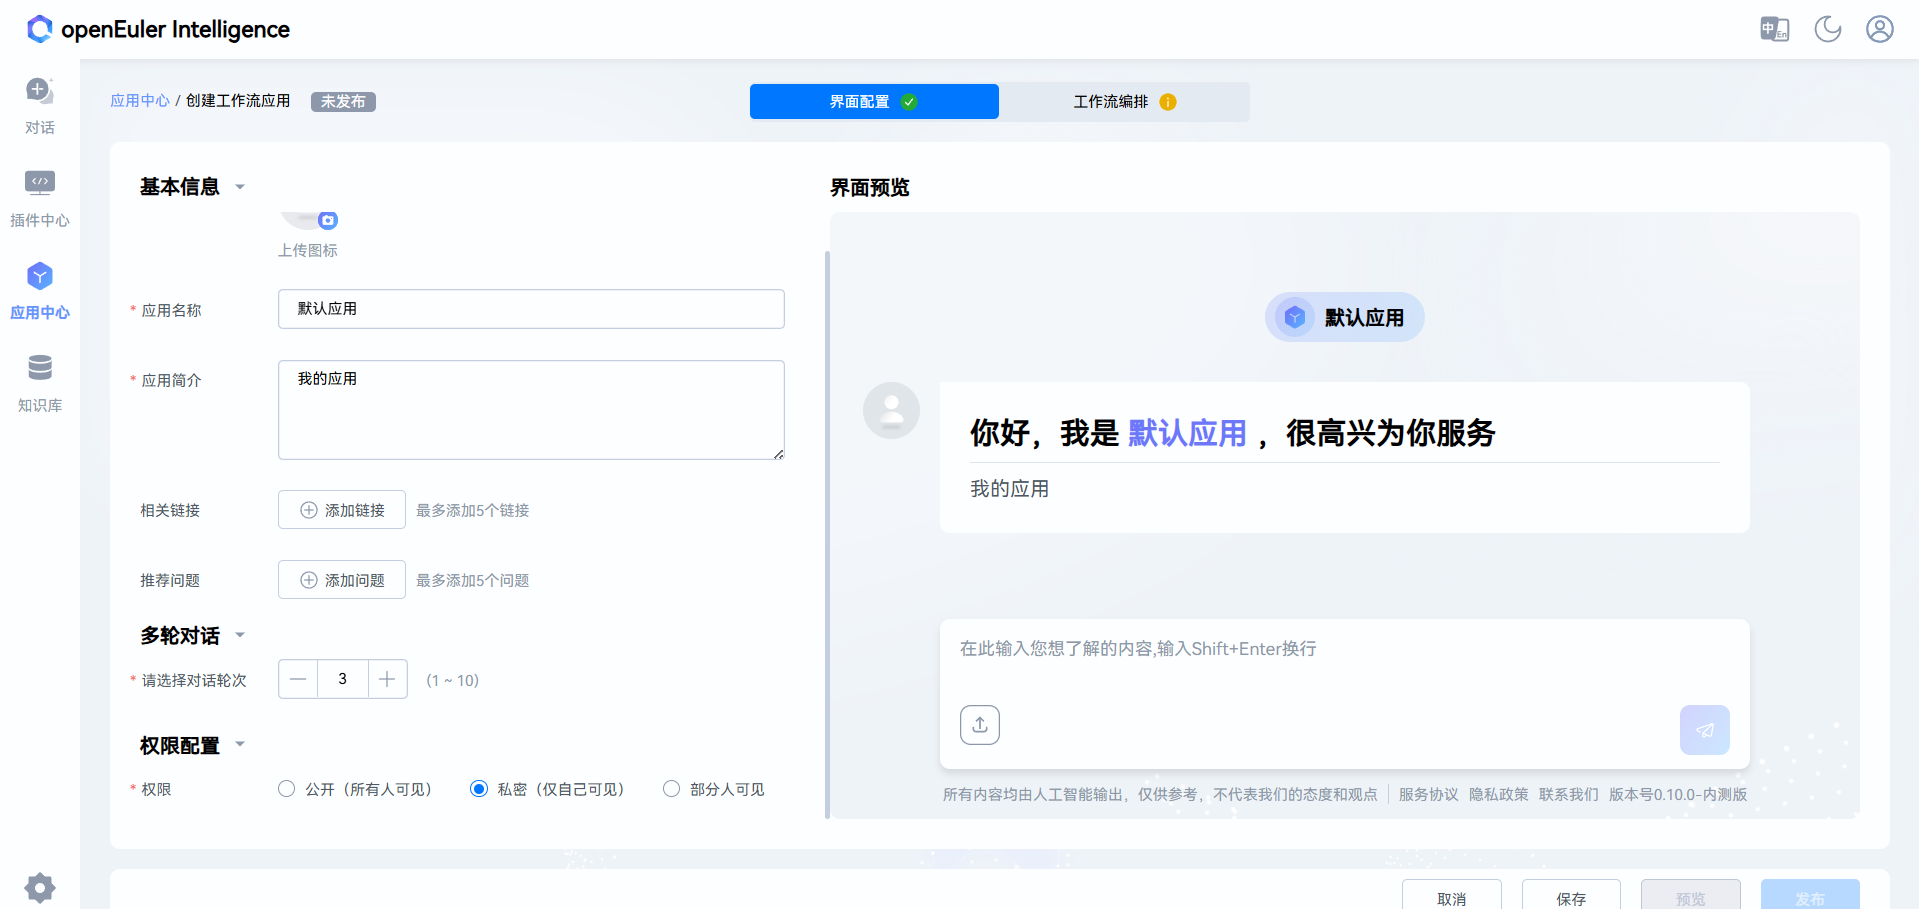 openEuler Intelligence
中 En
对话
插件中心
应用中心
知识库
应用中心 / 创建工作流应用 未发布
界面配置
工作流编排
基本信息
上传图标
* 应用名称 默认应用
* 应用简介 我的应用
相关链接 添加链接 最多添加5个链接
推荐问题 添加问题 最多添加5个问题
多轮对话
* 请选择对话轮次 3 (1 ~ 10)
权限配置
* 权限 公开（所有人可见） 私密（仅自己可见） 部分人可见
界面预览
默认应用
你好，我是 默认应用 ，很高兴为你服务
我的应用
在此输入您想了解的内容,输入Shift+Enter换行
所有内容均由人工智能输出，仅供参考，不代表我们的态度和观点 服务协议 隐私政策 联系我们 版本号0.10.0-内测版
取消 保存 预览 发布